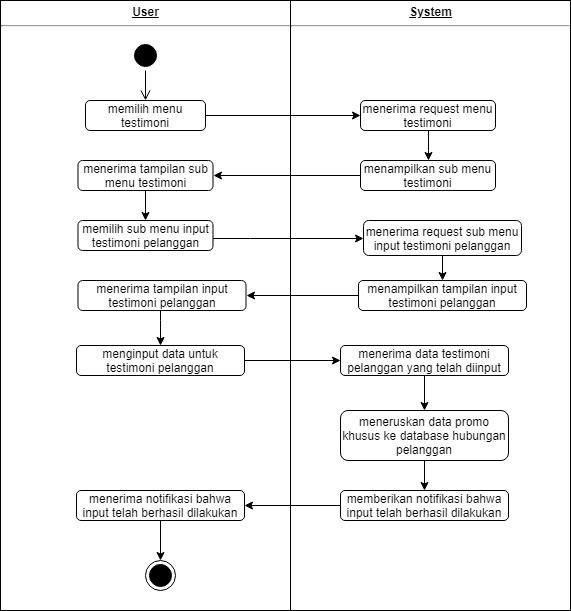 User
System
memilih menu
testimoni
menerima request menu
testimoni
menerima tampilan sub
menu testimoni
menampilkan sub menu
testimoni
memilih sub menu input
testimoni pelanggan
menerima request sub menu
input testimoni pelanggan
menerima tampilan input
testimoni pelanggan
menampilkan tampilan input
testimoni pelanggan
menginput data untuk
testimoni pelanggan
menerima data testimoni
pelanggan yang telah diinput
meneruskan data promo
khusus ke database hubungan
pelanggan
menerima notifikasi bahwa
input telah berhasil dilakukan
memberikan notifikasi bahwa
input telah berhasil dilakukan